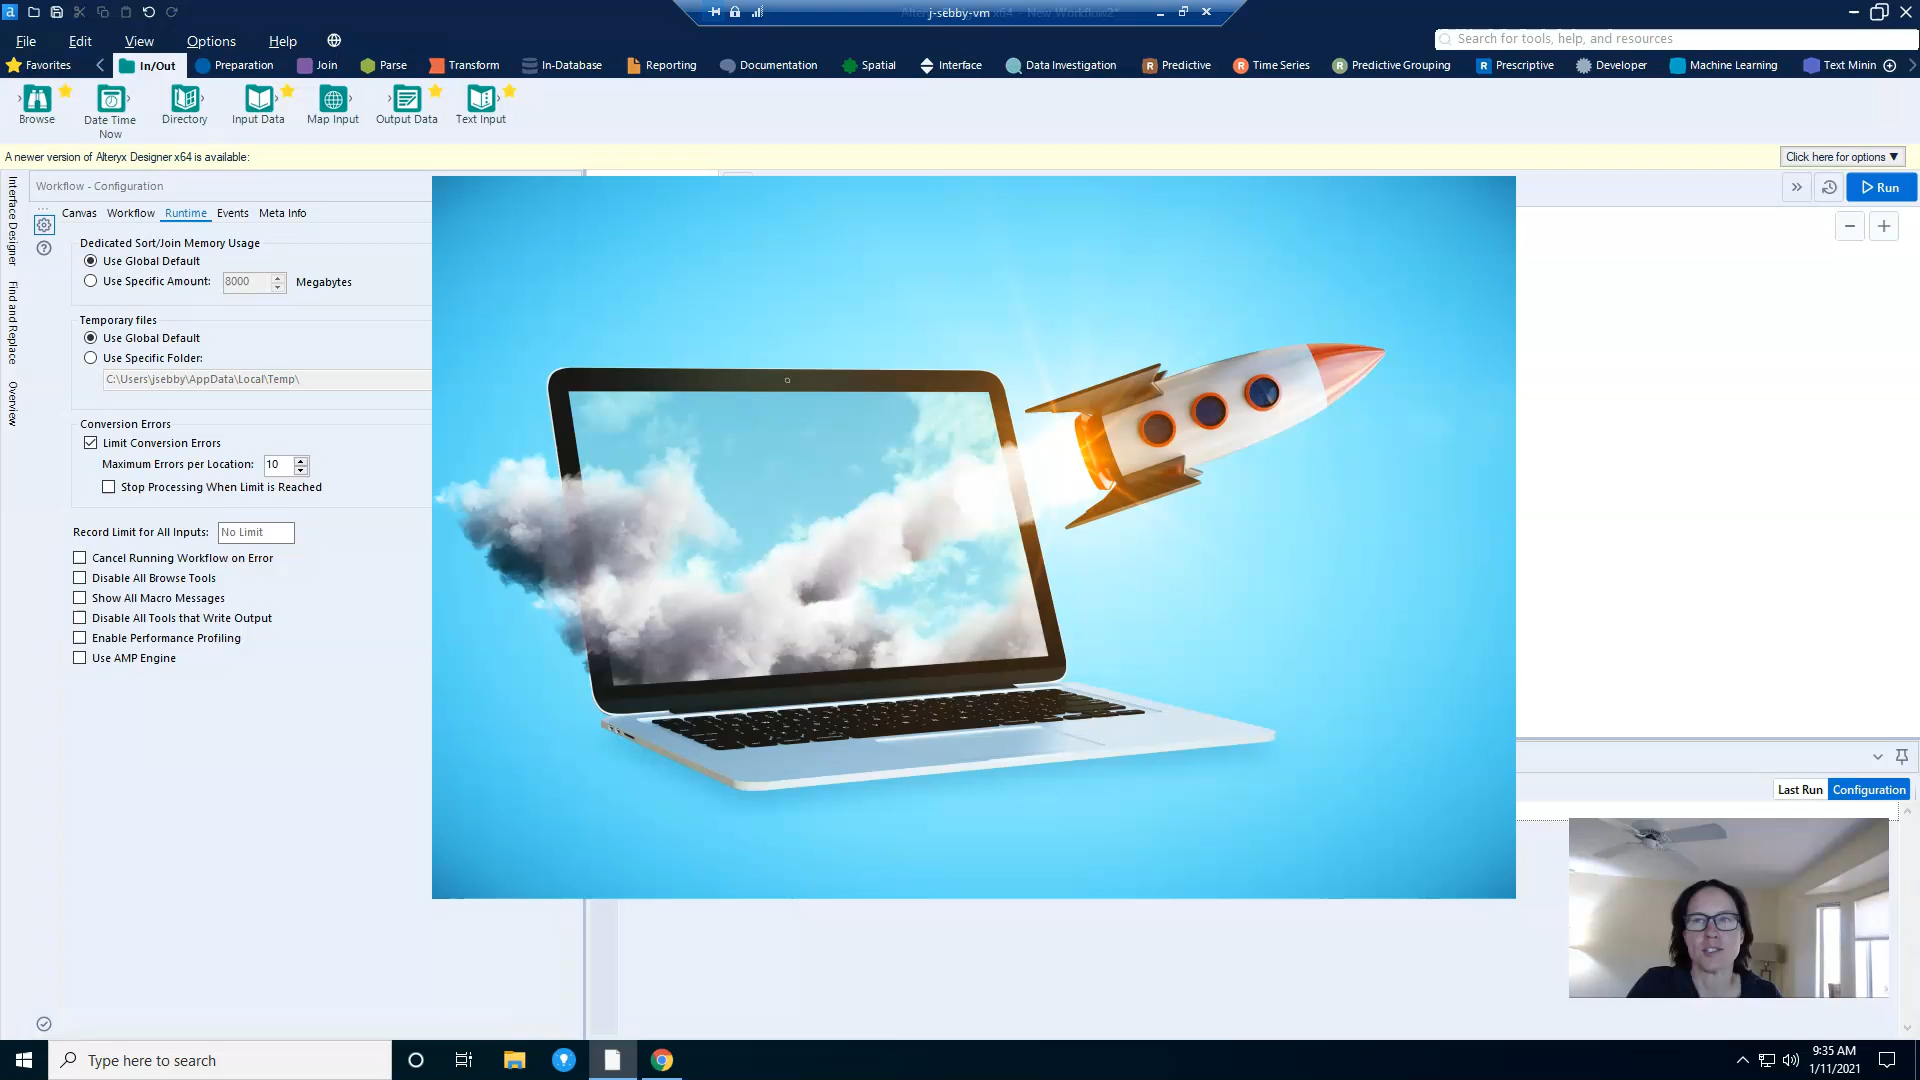 j-sebby-vm
File Edit View Options Help
Search for tools, help, and resources
Favorites In/Out Preparation Join Parse Transform In-Database Reporting Documentation Spatial Interface Data Investigation Predictive Time Series Predictive Grouping Prescriptive Developer Machine Learning Text Minin
Browse Date Time Now Directory Input Data Map Input Output Data Text Input
A newer version of Alteryx Designer x64 is available:
Click here for options
Interface Designer
Find and Replace
Overview
Workflow - Configuration
Run
Canvas Workflow Runtime Events Meta Info
Dedicated Sort/Join Memory Usage
Use Global Default
Use Specific Amount: 8000 Megabytes
Temporary files
Use Global Default
Use Specific Folder:
C:\Users\jsebby\AppData\Local\Temp\
Conversion Errors
Limit Conversion Errors
Maximum Errors per Location: 10
Stop Processing When Limit is Reached
Record Limit for All Inputs: No Limit
Cancel Running Workflow on Error
Disable All Browse Tools
Show All Macro Messages
Disable All Tools that Write Output
Enable Performance Profiling
Use AMP Engine
Last Run Configuration
Type here to search
9:35 AM
1/11/2021